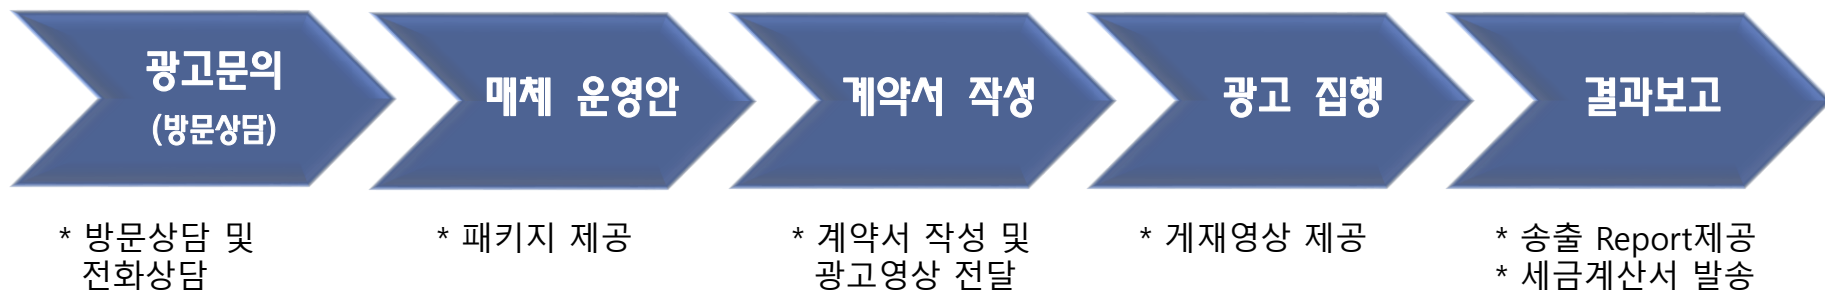 광고문의
(방문상담)
매체 운영안
계약서 작성
광고 집행
결과보고
* 방문상담 및
전화상담
* 패키지 제공
* 계약서 작성 및
광고영상 전달
* 게재영상 제공
* 송출 Report제공
* 세금계산서 발송